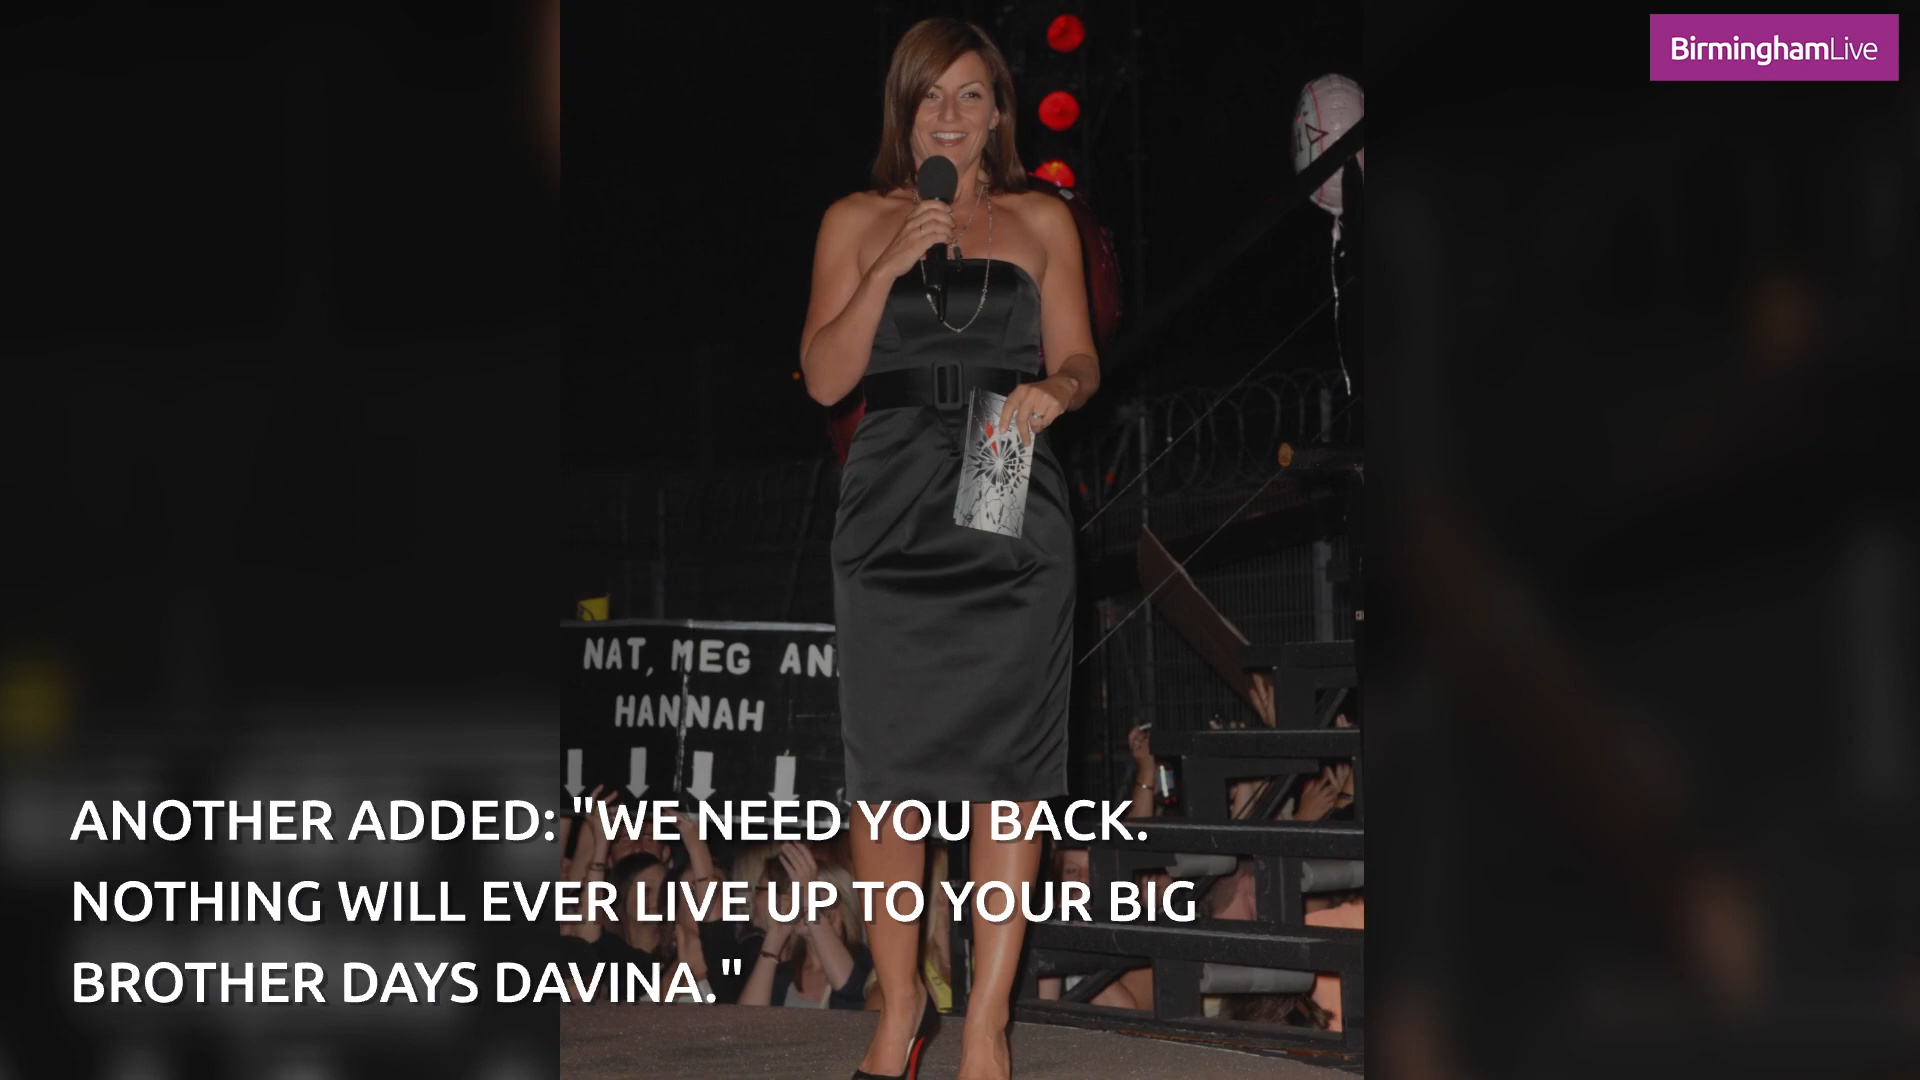 BirminghamLive
NAT, MEG AN
HANNAH
ANOTHER ADDED: "WE NEED YOU BACK.
NOTHING WILL EVER LIVE UP TO YOUR BIG
BROTHER DAYS DAVINA."